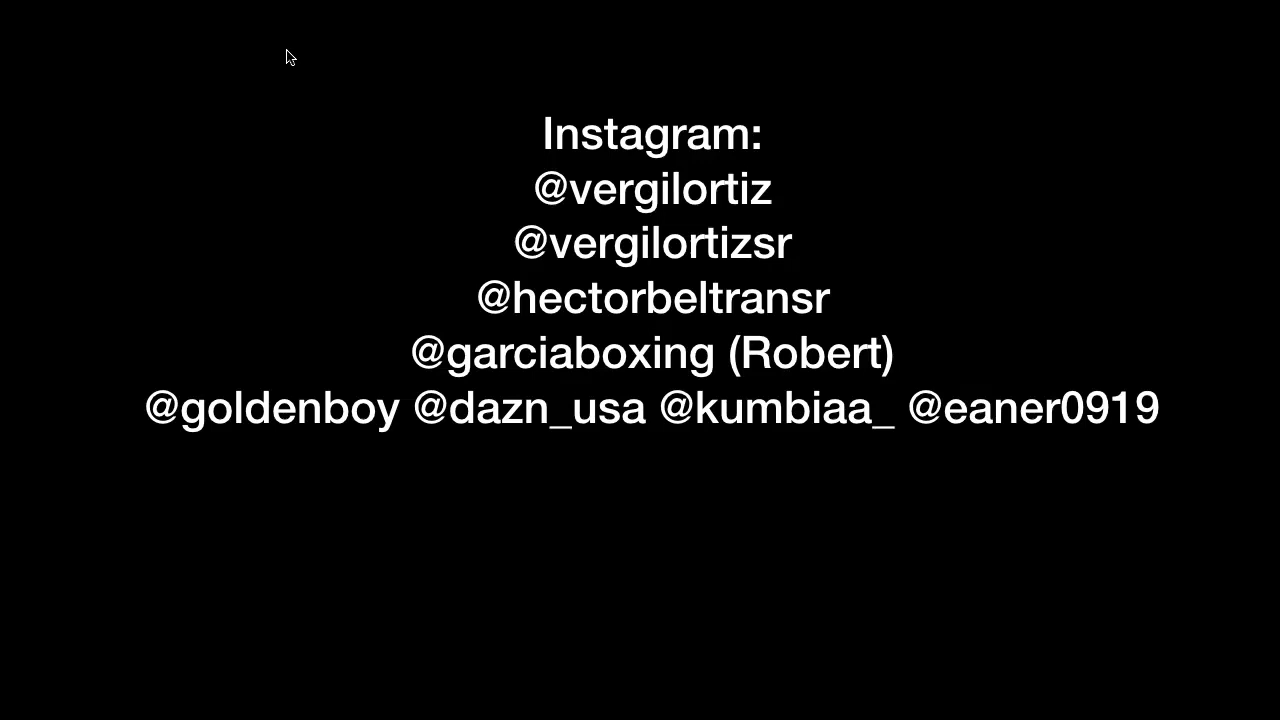 Instagram:
@vergilortiz
@vergilortizsr
@hectorbeltransr
@garciaboxing (Robert)
@goldenboy @dazn_usa @kumbiaa_ @eaner0919